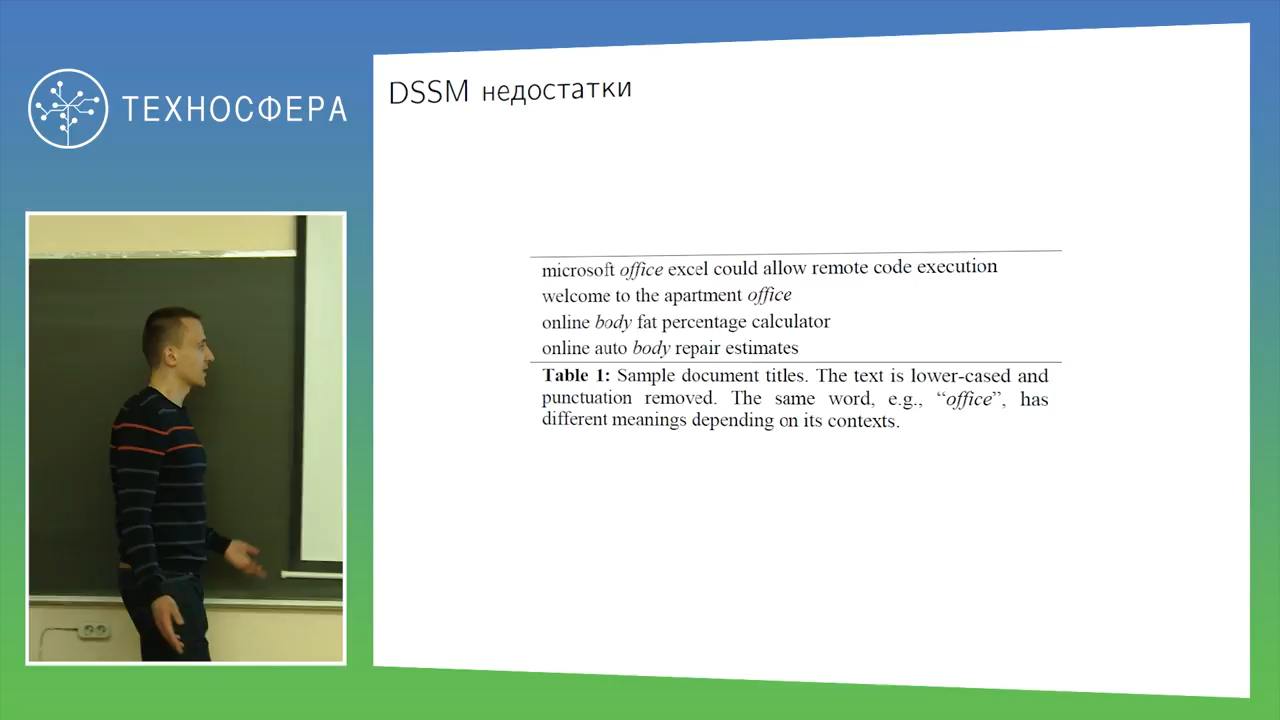 ТЕХНОСФЕРА
DSSM недостатки
microsoft office excel could allow remote code execution
welcome to the apartment office
online body fat percentage calculator
online auto body repair estimates
Table 1: Sample document titles. The text is lower-cased and
punctuation removed. The same word, e.g., “office”, has
different meanings depending on its contexts.